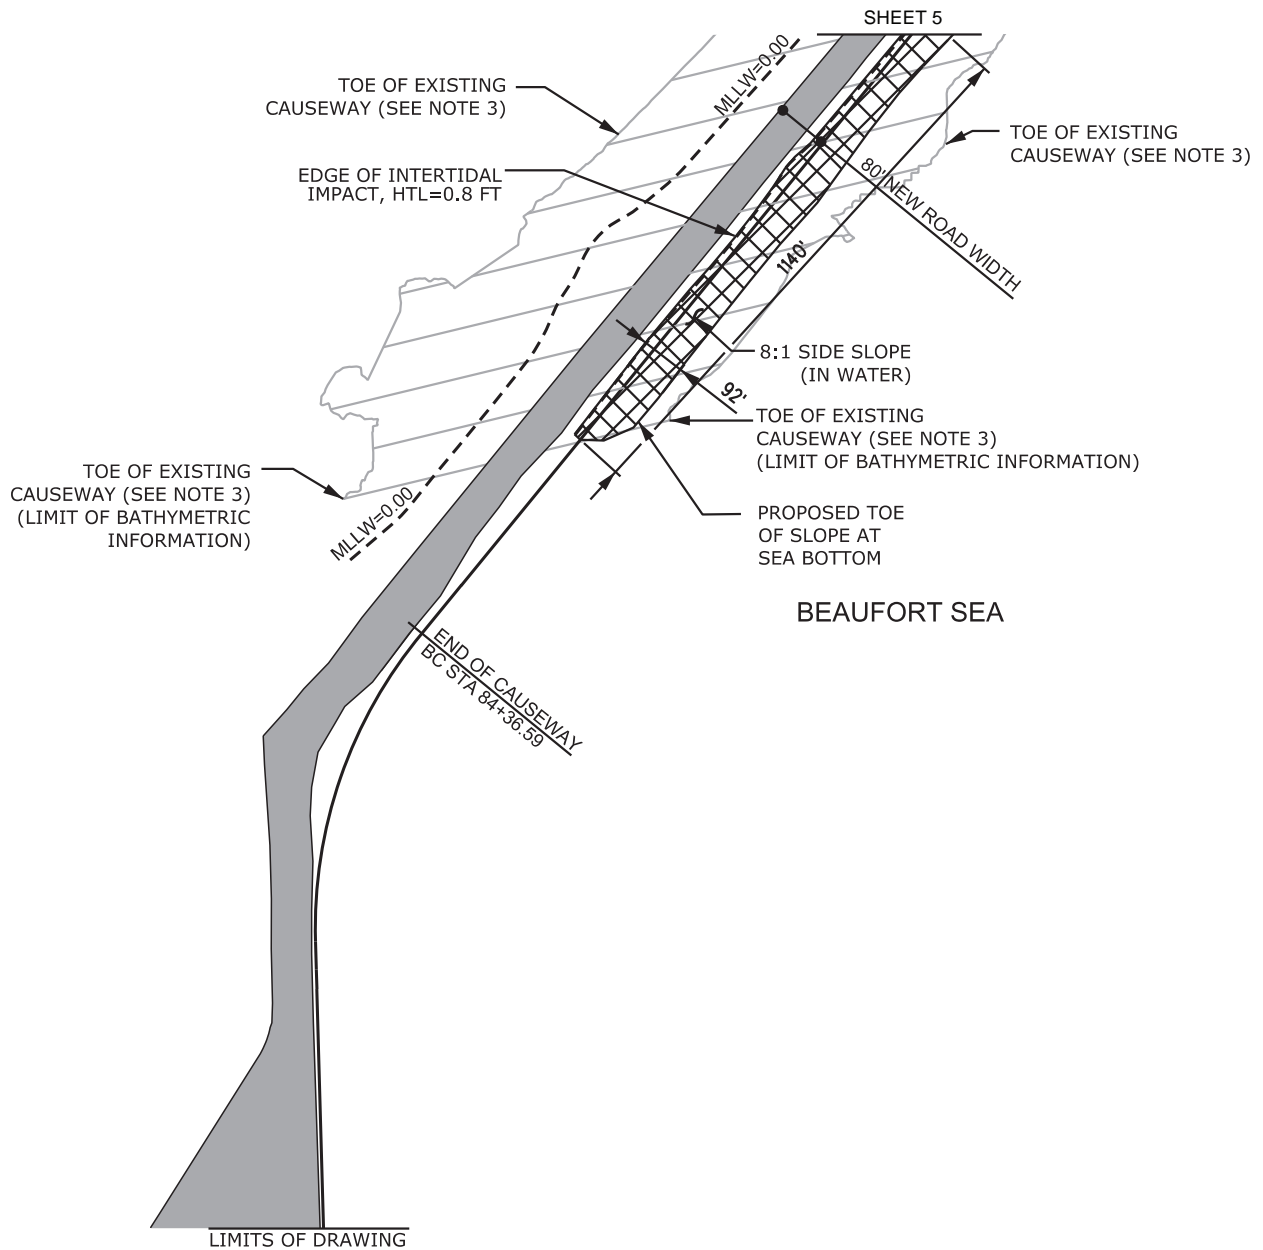 SHEET 5
MLLW=0.00
TOE OF EXISTING
CAUSEWAY (SEE NOTE 3)
TOE OF EXISTING
CAUSEWAY (SEE NOTE 3)
EDGE OF INTERTIDAL
IMPACT, HTL=0.8 FT
80' NEW ROAD WIDTH
1140'
8:1 SIDE SLOPE
(IN WATER)
92'
TOE OF EXISTING
CAUSEWAY (SEE NOTE 3)
(LIMIT OF BATHYMETRIC INFORMATION)
TOE OF EXISTING
CAUSEWAY (SEE NOTE 3)
(LIMIT OF BATHYMETRIC
INFORMATION)
MLLW=0.00
PROPOSED TOE
OF SLOPE AT
SEA BOTTOM
BEAUFORT SEA
END OF CAUSEWAY
BC STA 84+36.59
LIMITS OF DRAWING